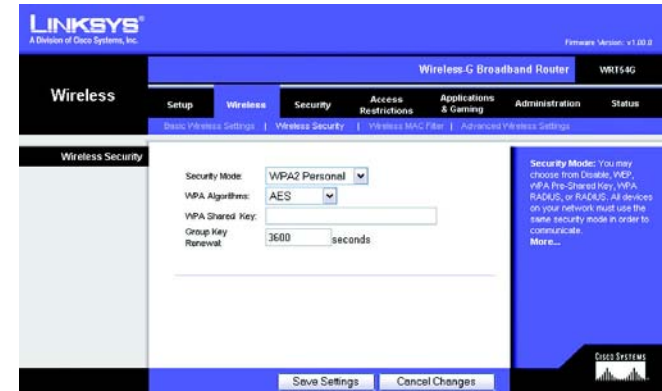 LINKSYS®
A Division of Cisco Systems, Inc.
Firmware Version: v1.00.0
Wireless-G Broadband Router WRT54G
Wireless
Setup Wireless Security Access Restrictions Applications & Gaming Administration Status
Basic Wireless Settings | Wireless Security | Wireless MAC Filter | Advanced Wireless Settings
Wireless Security
Security Mode: WPA2 Personal
WPA Algorithms: AES
WPA Shared Key:
Group Key Renewal: 3600 seconds
Security Mode: You may
choose from Disable, WEP,
WPA Pre-Shared Key, WPA
RADIUS, or RADIUS. All devices
on your network must use the
same security mode in order to
communicate.
More...
CISCO SYSTEMS
Save Settings Cancel Changes